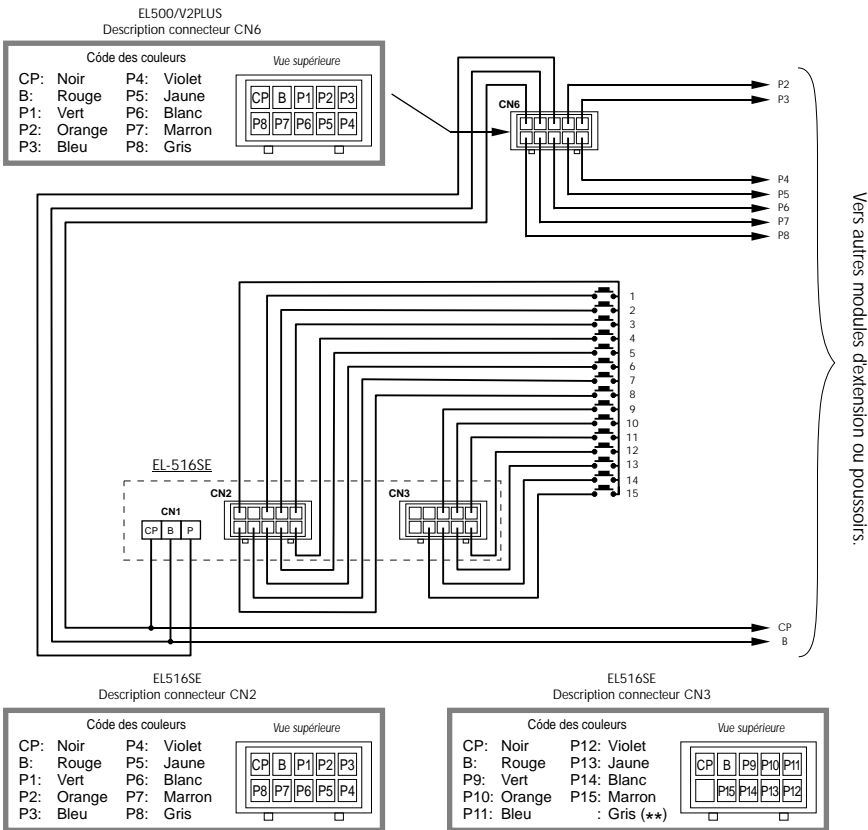 EL500/V2PLUS
Description connecteur CN6
Códe des couleurs
Vue supérieure
CP: Noir P4: Violet
B: Rouge P5: Jaune
P1: Vert P6: Blanc
P2: Orange P7: Marron
P3: Bleu P8: Gris
CP B P1 P2 P3
P8 P7 P6 P5 P4
CN6
P2
P3
P4
P5
P6
P7
P8
Vers autres modules d'extension ou poussoirs.
1
2
3
4
5
6
7
8
9
10
11
12
13
14
15
EL-516SE
CN2
CN3
CN1
CP B P
CP
B
EL516SE
Description connecteur CN2
Códe des couleurs
Vue supérieure
CP: Noir P4: Violet
B: Rouge P5: Jaune
P1: Vert P6: Blanc
P2: Orange P7: Marron
P3: Bleu P8: Gris
CP B P1 P2 P3
P8 P7 P6 P5 P4
EL516SE
Description connecteur CN3
Códe des couleurs
Vue supérieure
CP: Noir P12: Violet
B: Rouge P13: Jaune
P9: Vert P14: Blanc
P10: Orange P15: Marron
P11: Bleu : Gris (**)
CP B P9 P10 P11
P15 P14 P13 P12